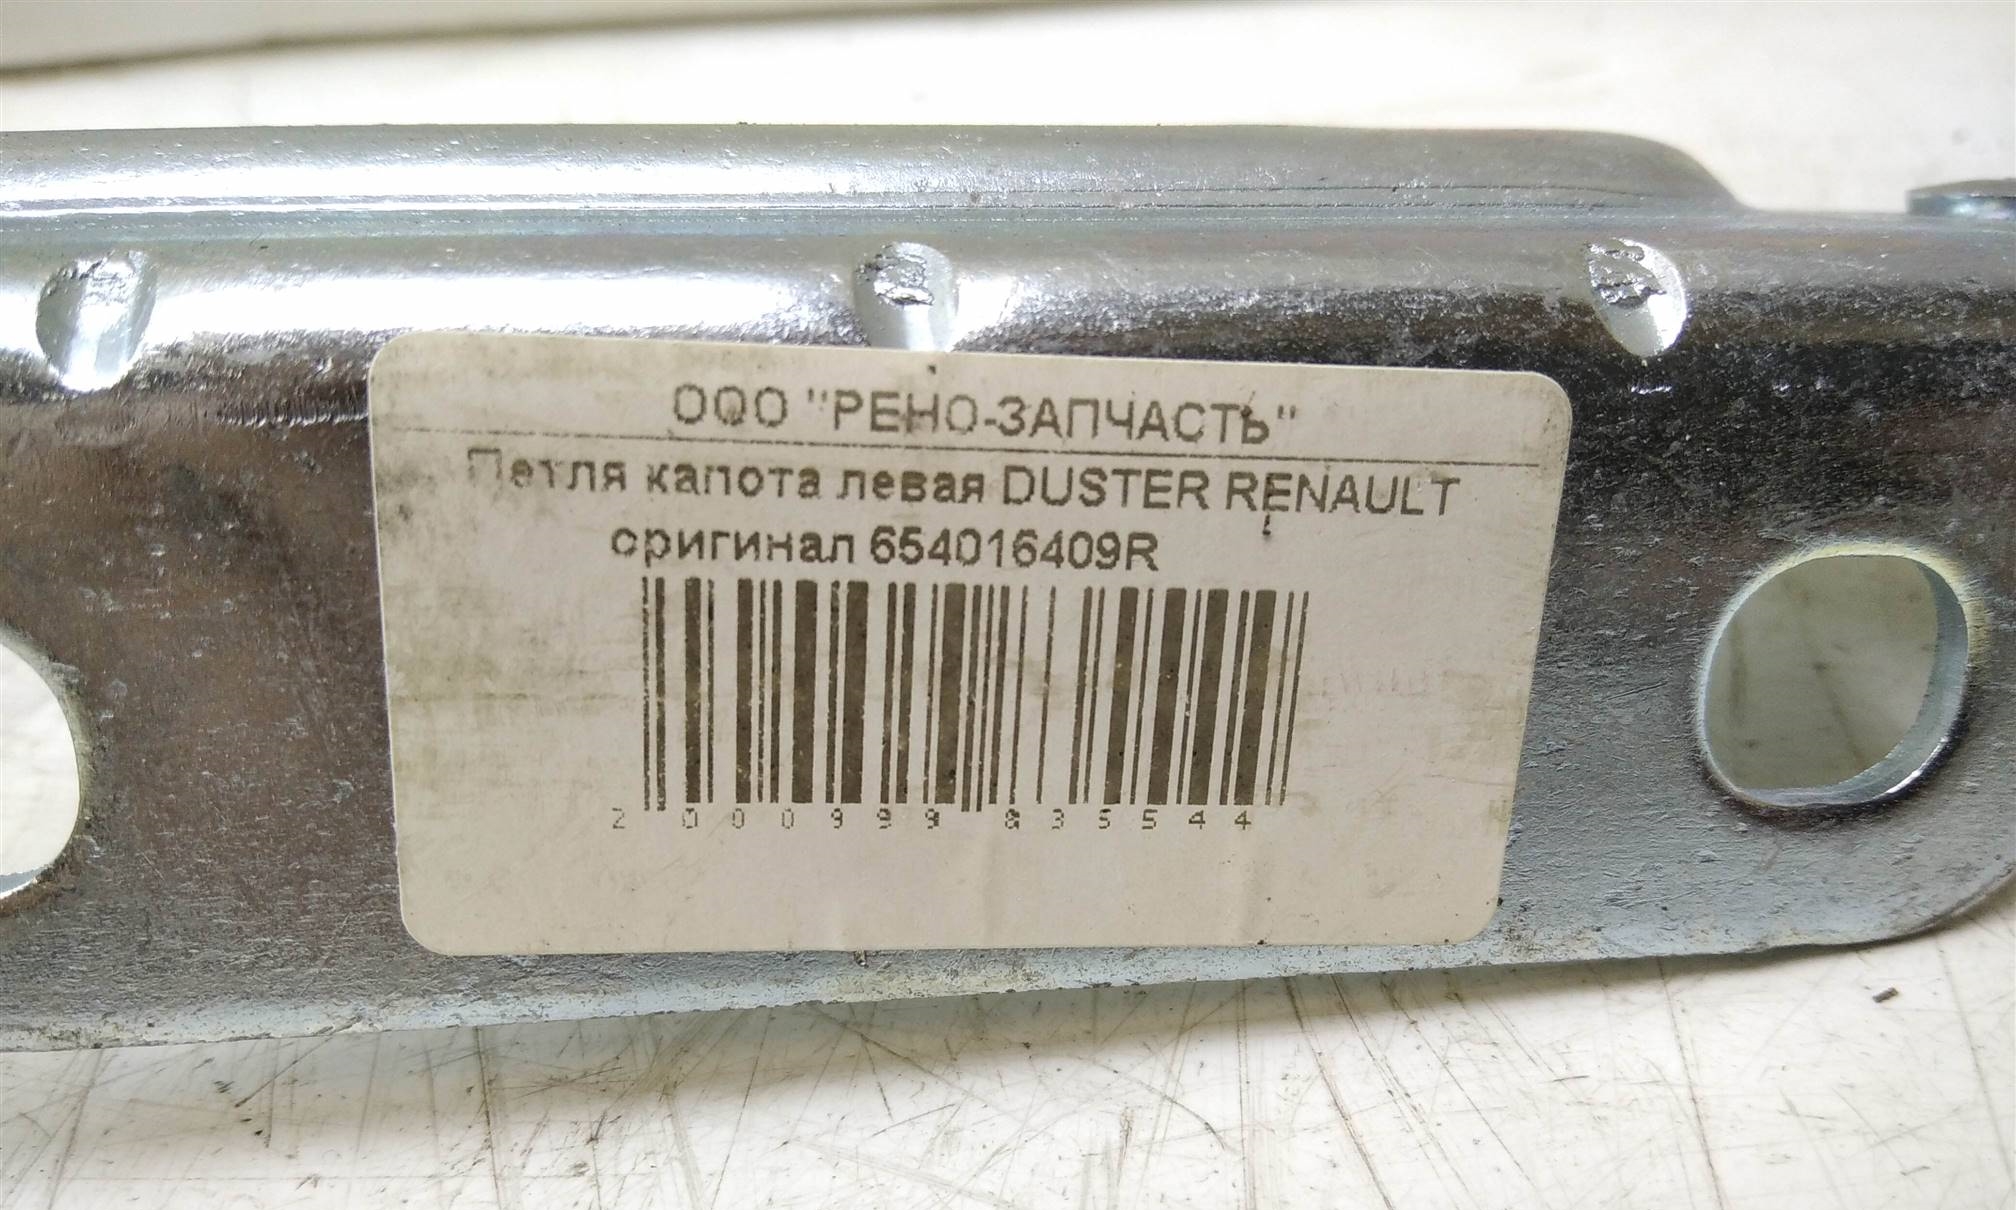 ООО "РЕНО-ЗАПЧАСТЬ"
Петля капота левая DUSTER RENAULT
оригинал 654016409R
2 000999 835544